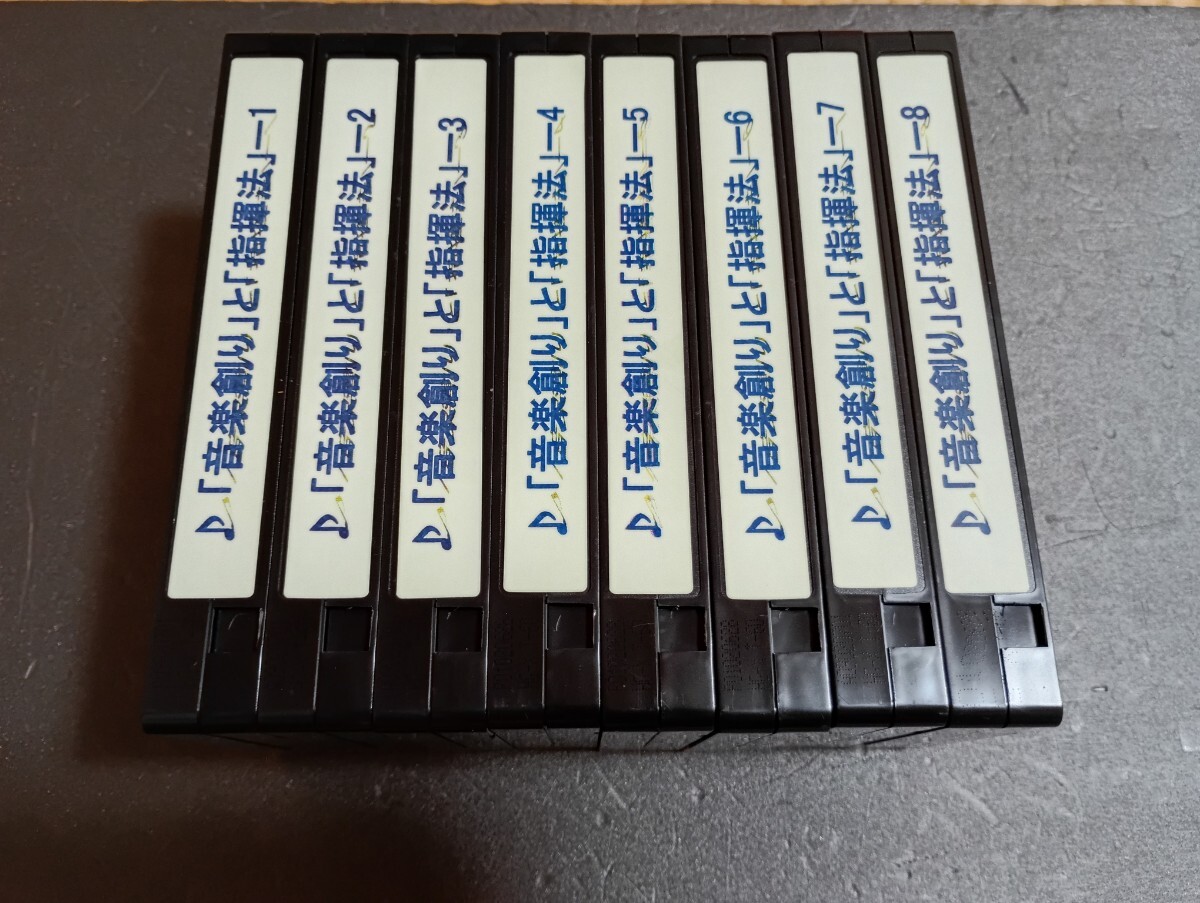 ♪「音楽創り」と「指揮法」ー1
♪「音楽創り」と「指揮法」ー2
♪「音楽創り」と「指揮法」ー3
♪「音楽創り」と「指揮法」ー4
♪「音楽創り」と「指揮法」ー5
♪「音楽創り」と「指揮法」ー6
♪「音楽創り」と「指揮法」ー7
♪「音楽創り」と「指揮法」ー8